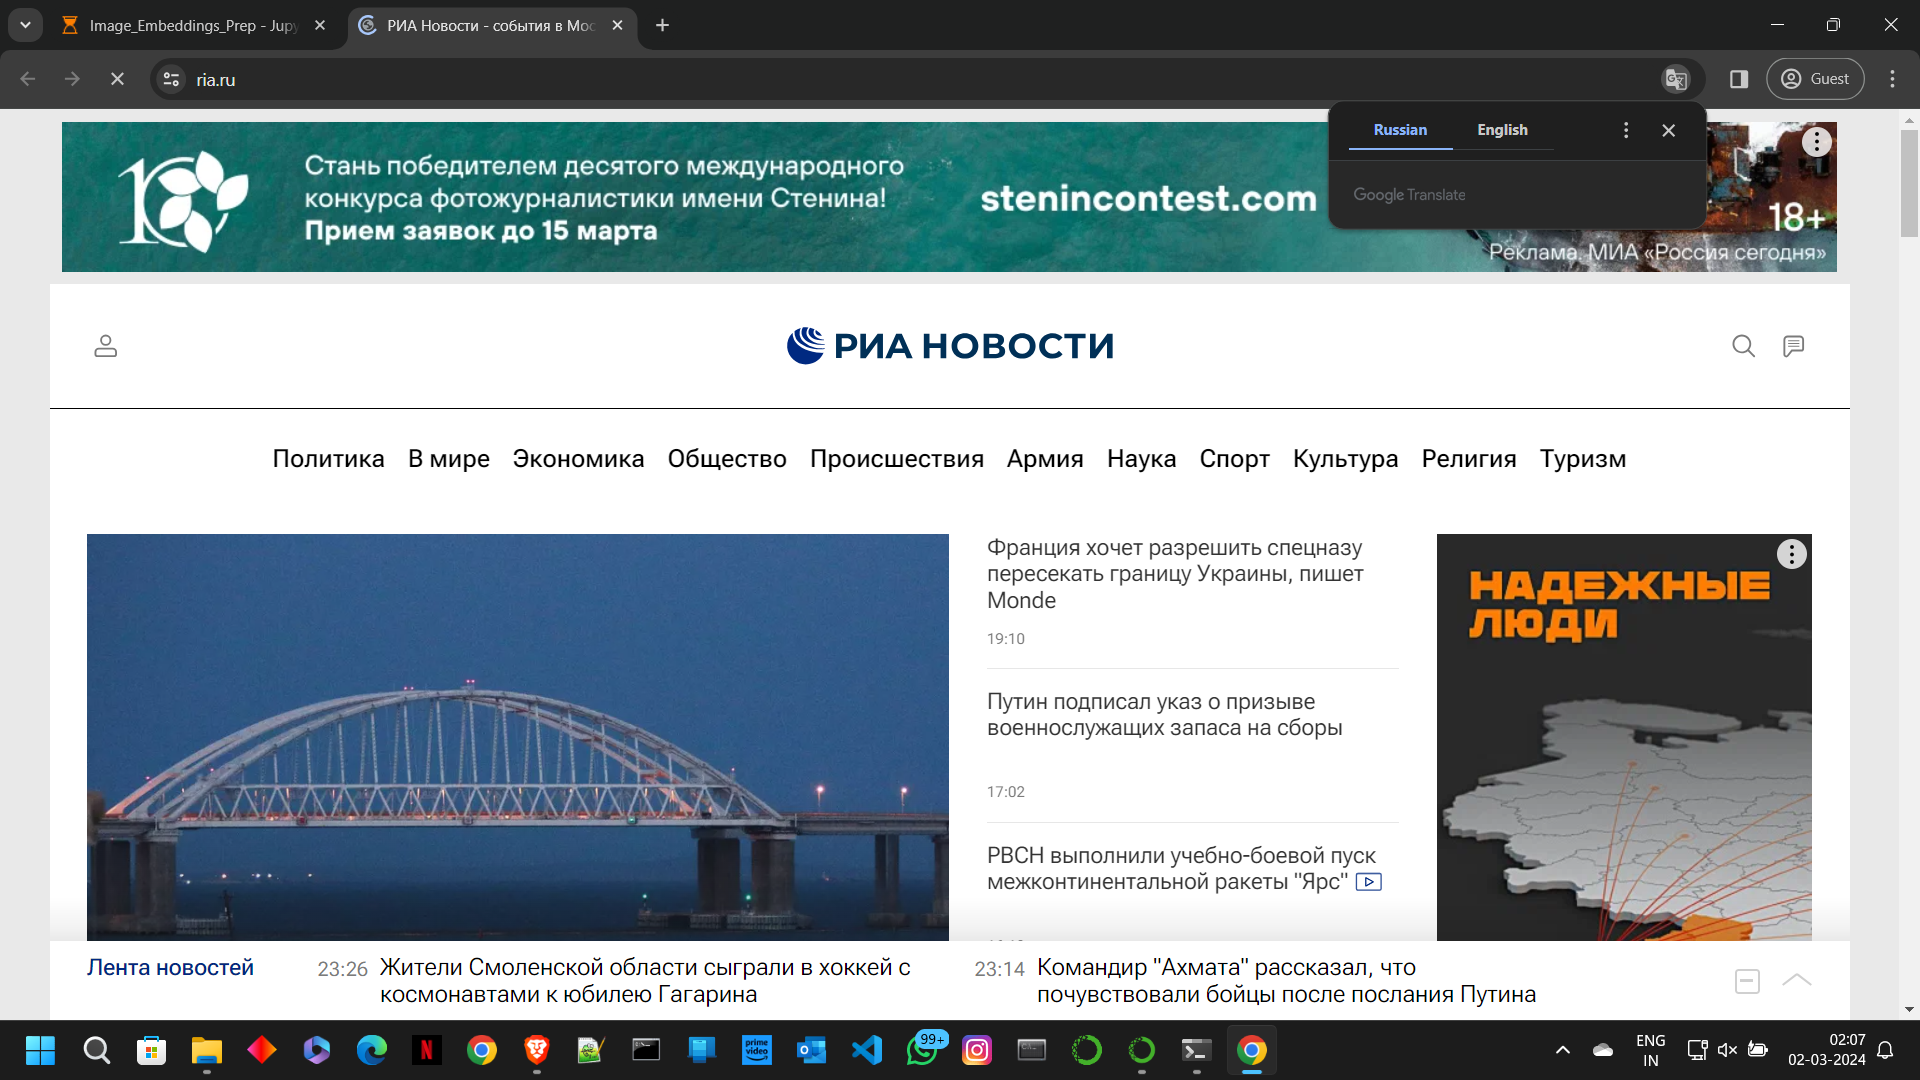 Image_Embeddings_Prep - Jupy
РИА Новости - события в Мос
ria.ru
Guest
Russian
English
Google Translate
10
Стань победителем десятого международного
конкурса фотожурналистики имени Стенина!
Прием заявок до 15 марта
stenincontest.com
18+
Реклама. МИА «Россия сегодня»
РИА НОВОСТИ
Политика В мире Экономика Общество Происшествия Армия Наука Спорт Культура Религия Туризм
Франция хочет разрешить спецназу
пересекать границу Украины, пишет
Monde
19:10
Путин подписал указ о призыве
военнослужащих запаса на сборы
17:02
РВСН выполнили учебно-боевой пуск
межконтинентальной ракеты "Ярс"
НАДЕЖНЫЕ
ЛЮДИ
Лента новостей
23:26 Жители Смоленской области сыграли в хоккей с
космонавтами к юбилею Гагарина
23:14 Командир "Ахмата" рассказал, что
почувствовали бойцы после послания Путина
N
prime video
99+
ENG
IN
02:07
02-03-2024